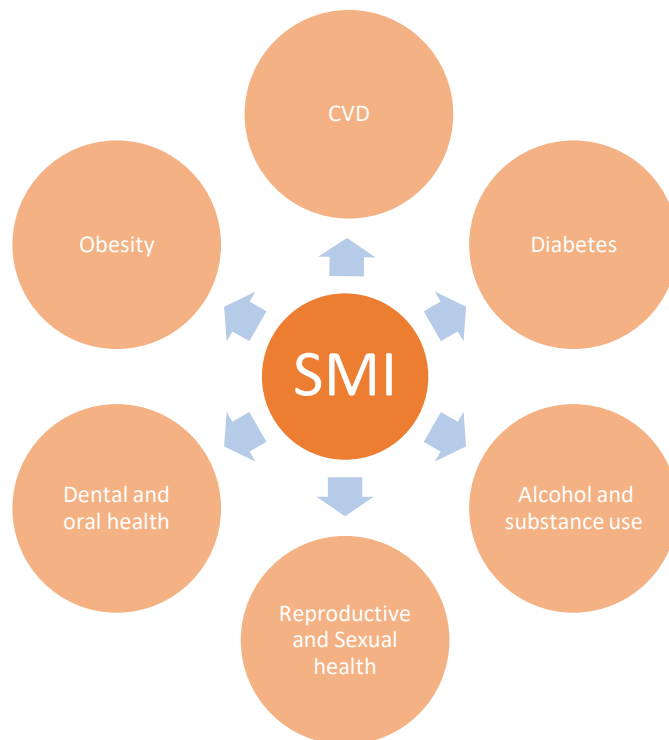 CVD
Obesity
Diabetes
SMI
Dental and
oral health
Alcohol and
substance use
Reproductive
and Sexual
health